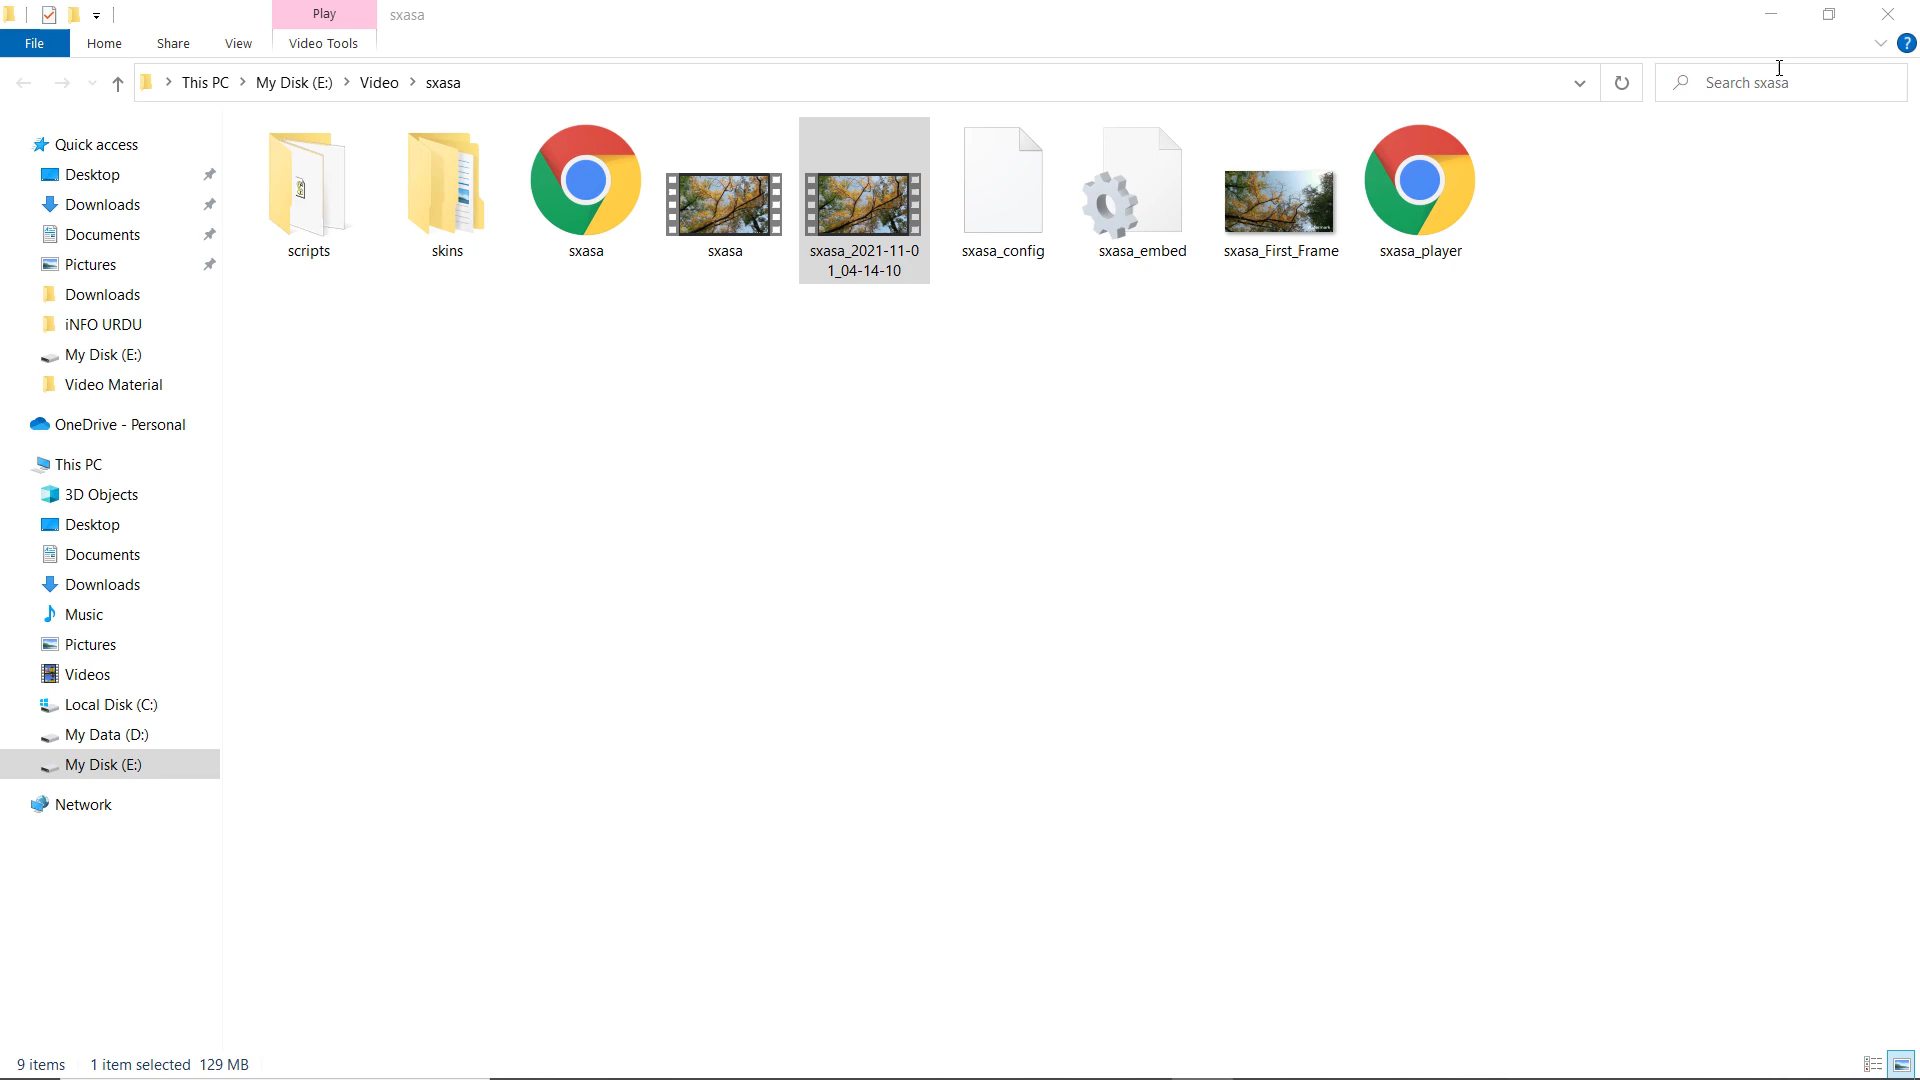 Play
sxasa
File
Home
Share
View
Video Tools
This PC
My Disk (E:)
Video
sxasa
Search sxasa
Quick access
Desktop
Downloads
Documents
Pictures
Downloads
iNFO URDU
My Disk (E:)
Video Material
OneDrive - Personal
This PC
3D Objects
Desktop
Documents
Downloads
Music
Pictures
Videos
Local Disk (C:)
My Data (D:)
My Disk (E:)
Network
scripts
skins
sxasa
sxasa
sxasa_2021-11-0
1_04-14-10
sxasa_config
sxasa_embed
sxasa_First_Frame
sxasa_player
9 items
1 item selected 129 MB